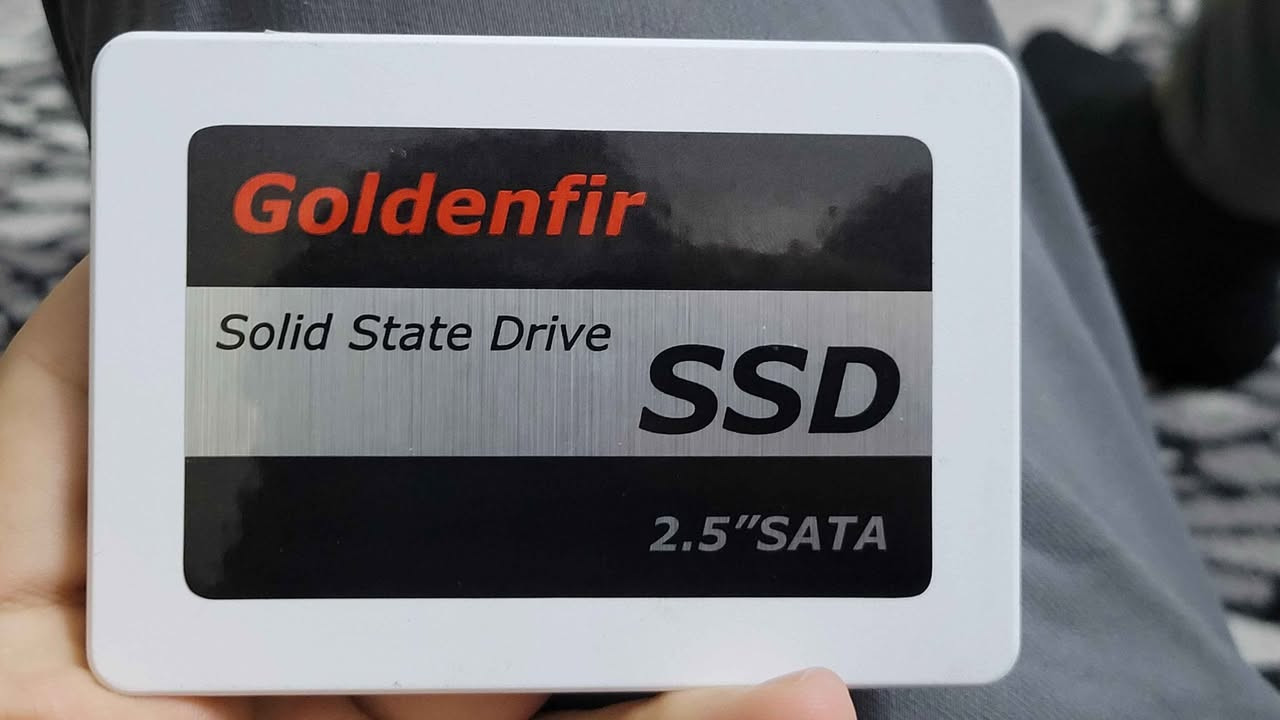 Goldenfir
Solid State Drive
SSD
2.5"SATA